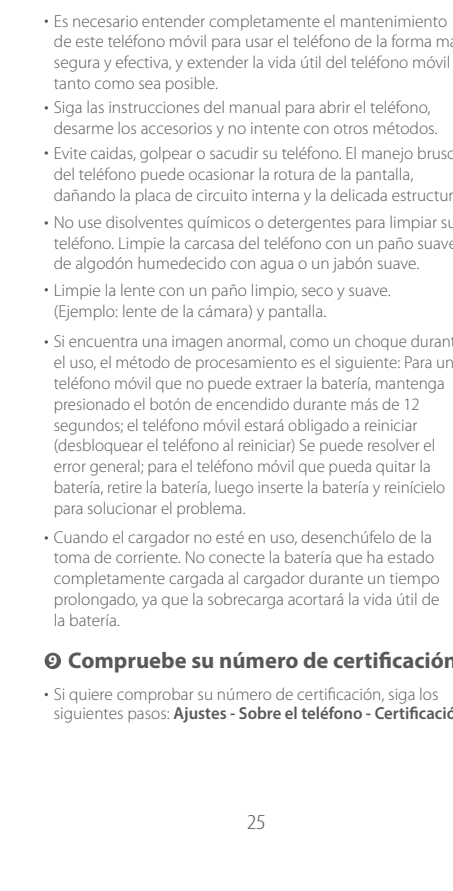 • Es necesario entender completamente el mantenimiento
de este teléfono móvil para usar el teléfono de la forma má
segura y efectiva, y extender la vida útil del teléfono móvil
tanto como sea posible.
• Siga las instrucciones del manual para abrir el teléfono,
desarme los accesorios y no intente con otros métodos.
• Evite caidas, golpear o sacudir su teléfono. El manejo brusc
del teléfono puede ocasionar la rotura de la pantalla,
dañando la placa de circuito interna y la delicada estructur
• No use disolventes químicos o detergentes para limpiar su
teléfono. Limpie la carcasa del teléfono con un paño suave
de algodón humedecido con agua o un jabón suave.
• Limpie la lente con un paño limpio, seco y suave.
(Ejemplo: lente de la cámara) y pantalla.
• Si encuentra una imagen anormal, como un choque durant
el uso, el método de procesamiento es el siguiente: Para un
teléfono móvil que no puede extraer la batería, mantenga
presionado el botón de encendido durante más de 12
segundos; el teléfono móvil estará obligado a reiniciar
(desbloquear el teléfono al reiniciar) Se puede resolver el
error general; para el teléfono móvil que pueda quitar la
batería, retire la batería, luego inserte la batería y reinícielo
para solucionar el problema.
• Cuando el cargador no esté en uso, desenchúfelo de la
toma de corriente. No conecte la batería que ha estado
completamente cargada al cargador durante un tiempo
prolongado, ya que la sobrecarga acortará la vida útil de
la batería.
❾ Compruebe su número de certificación
• Si quiere comprobar su número de certificación, siga los
siguientes pasos: Ajustes - Sobre el teléfono - Certificació
25